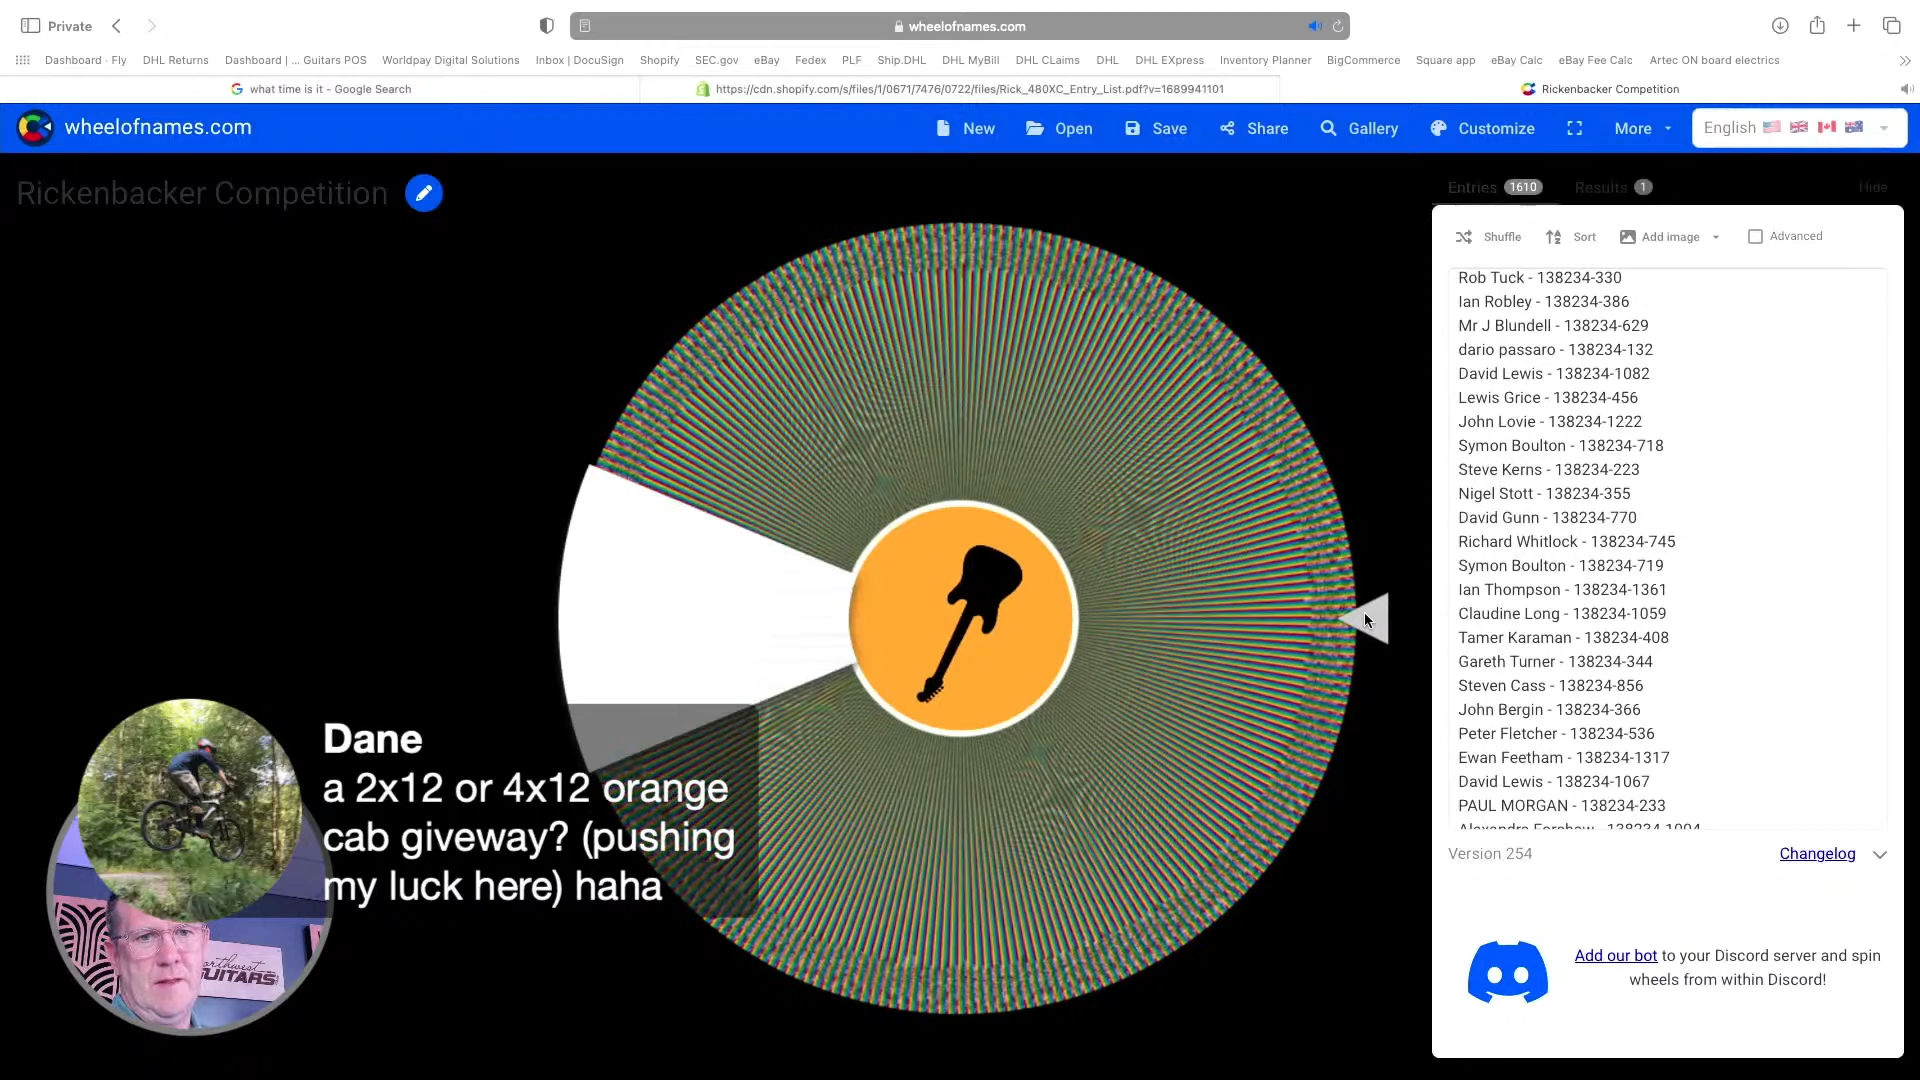 Private
wheelofnames.com
Dashboard - Fly
DHL Returns
Dashboard | ... Guitars POS
Worldpay Digital Solutions
Inbox | DocuSign
Shopify
SEC.gov
eBay
Fedex
PLF
Ship.DHL
DHL MyBill
DHL CLaims
DHL
DHL EXpress
Inventory Planner
BigCommerce
Square app
eBay Calc
eBay Fee Calc
Artec ON board electrics
what time is it - Google Search
https://cdn.shopify.com/s/files/1/0671/7476/0722/files/Rick_480XC_Entry_List.pdf?v=1689941101
Rickenbacker Competition
wheelofnames.com
New
Open
Save
Share
Gallery
Customize
More
English
Rickenbacker Competition
Entries 1610
Results 1
Hide
Shuffle
Sort
Add image
Advanced
Rob Tuck - 138234-330
Ian Robley - 138234-386
Mr J Blundell - 138234-629
dario passaro - 138234-132
David Lewis - 138234-1082
Lewis Grice - 138234-456
John Lovie - 138234-1222
Symon Boulton - 138234-718
Steve Kerns - 138234-223
Nigel Stott - 138234-355
David Gunn - 138234-770
Richard Whitlock - 138234-745
Symon Boulton - 138234-719
Ian Thompson - 138234-1361
Claudine Long - 138234-1059
Tamer Karaman - 138234-408
Gareth Turner - 138234-344
Steven Cass - 138234-856
John Bergin - 138234-366
Peter Fletcher - 138234-536
Ewan Feetham - 138234-1317
David Lewis - 138234-1067
PAUL MORGAN - 138234-233
Version 254
Changelog
Add our bot to your Discord server and spin
wheels from within Discord!
Dane
a 2x12 or 4x12 orange
cab giveway? (pushing
my luck here) haha
GUITARS